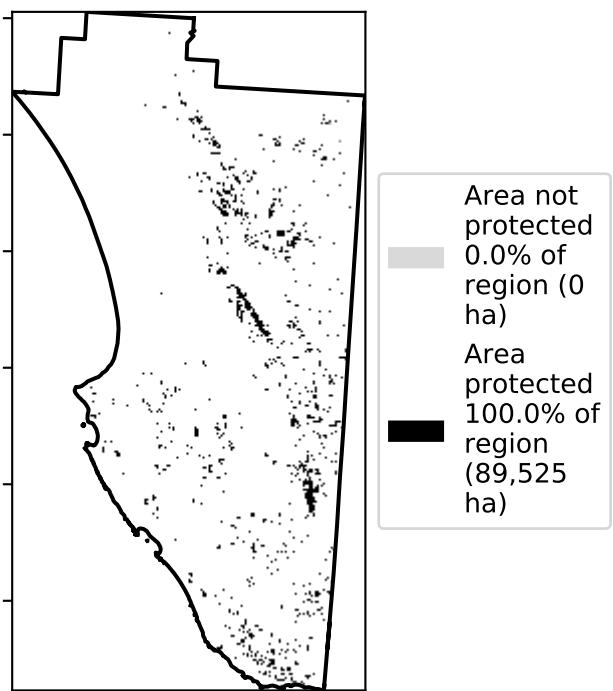 Area not
protected
0.0% of
region (0
ha)
Area
protected
100.0% of
region
(89,525
ha)